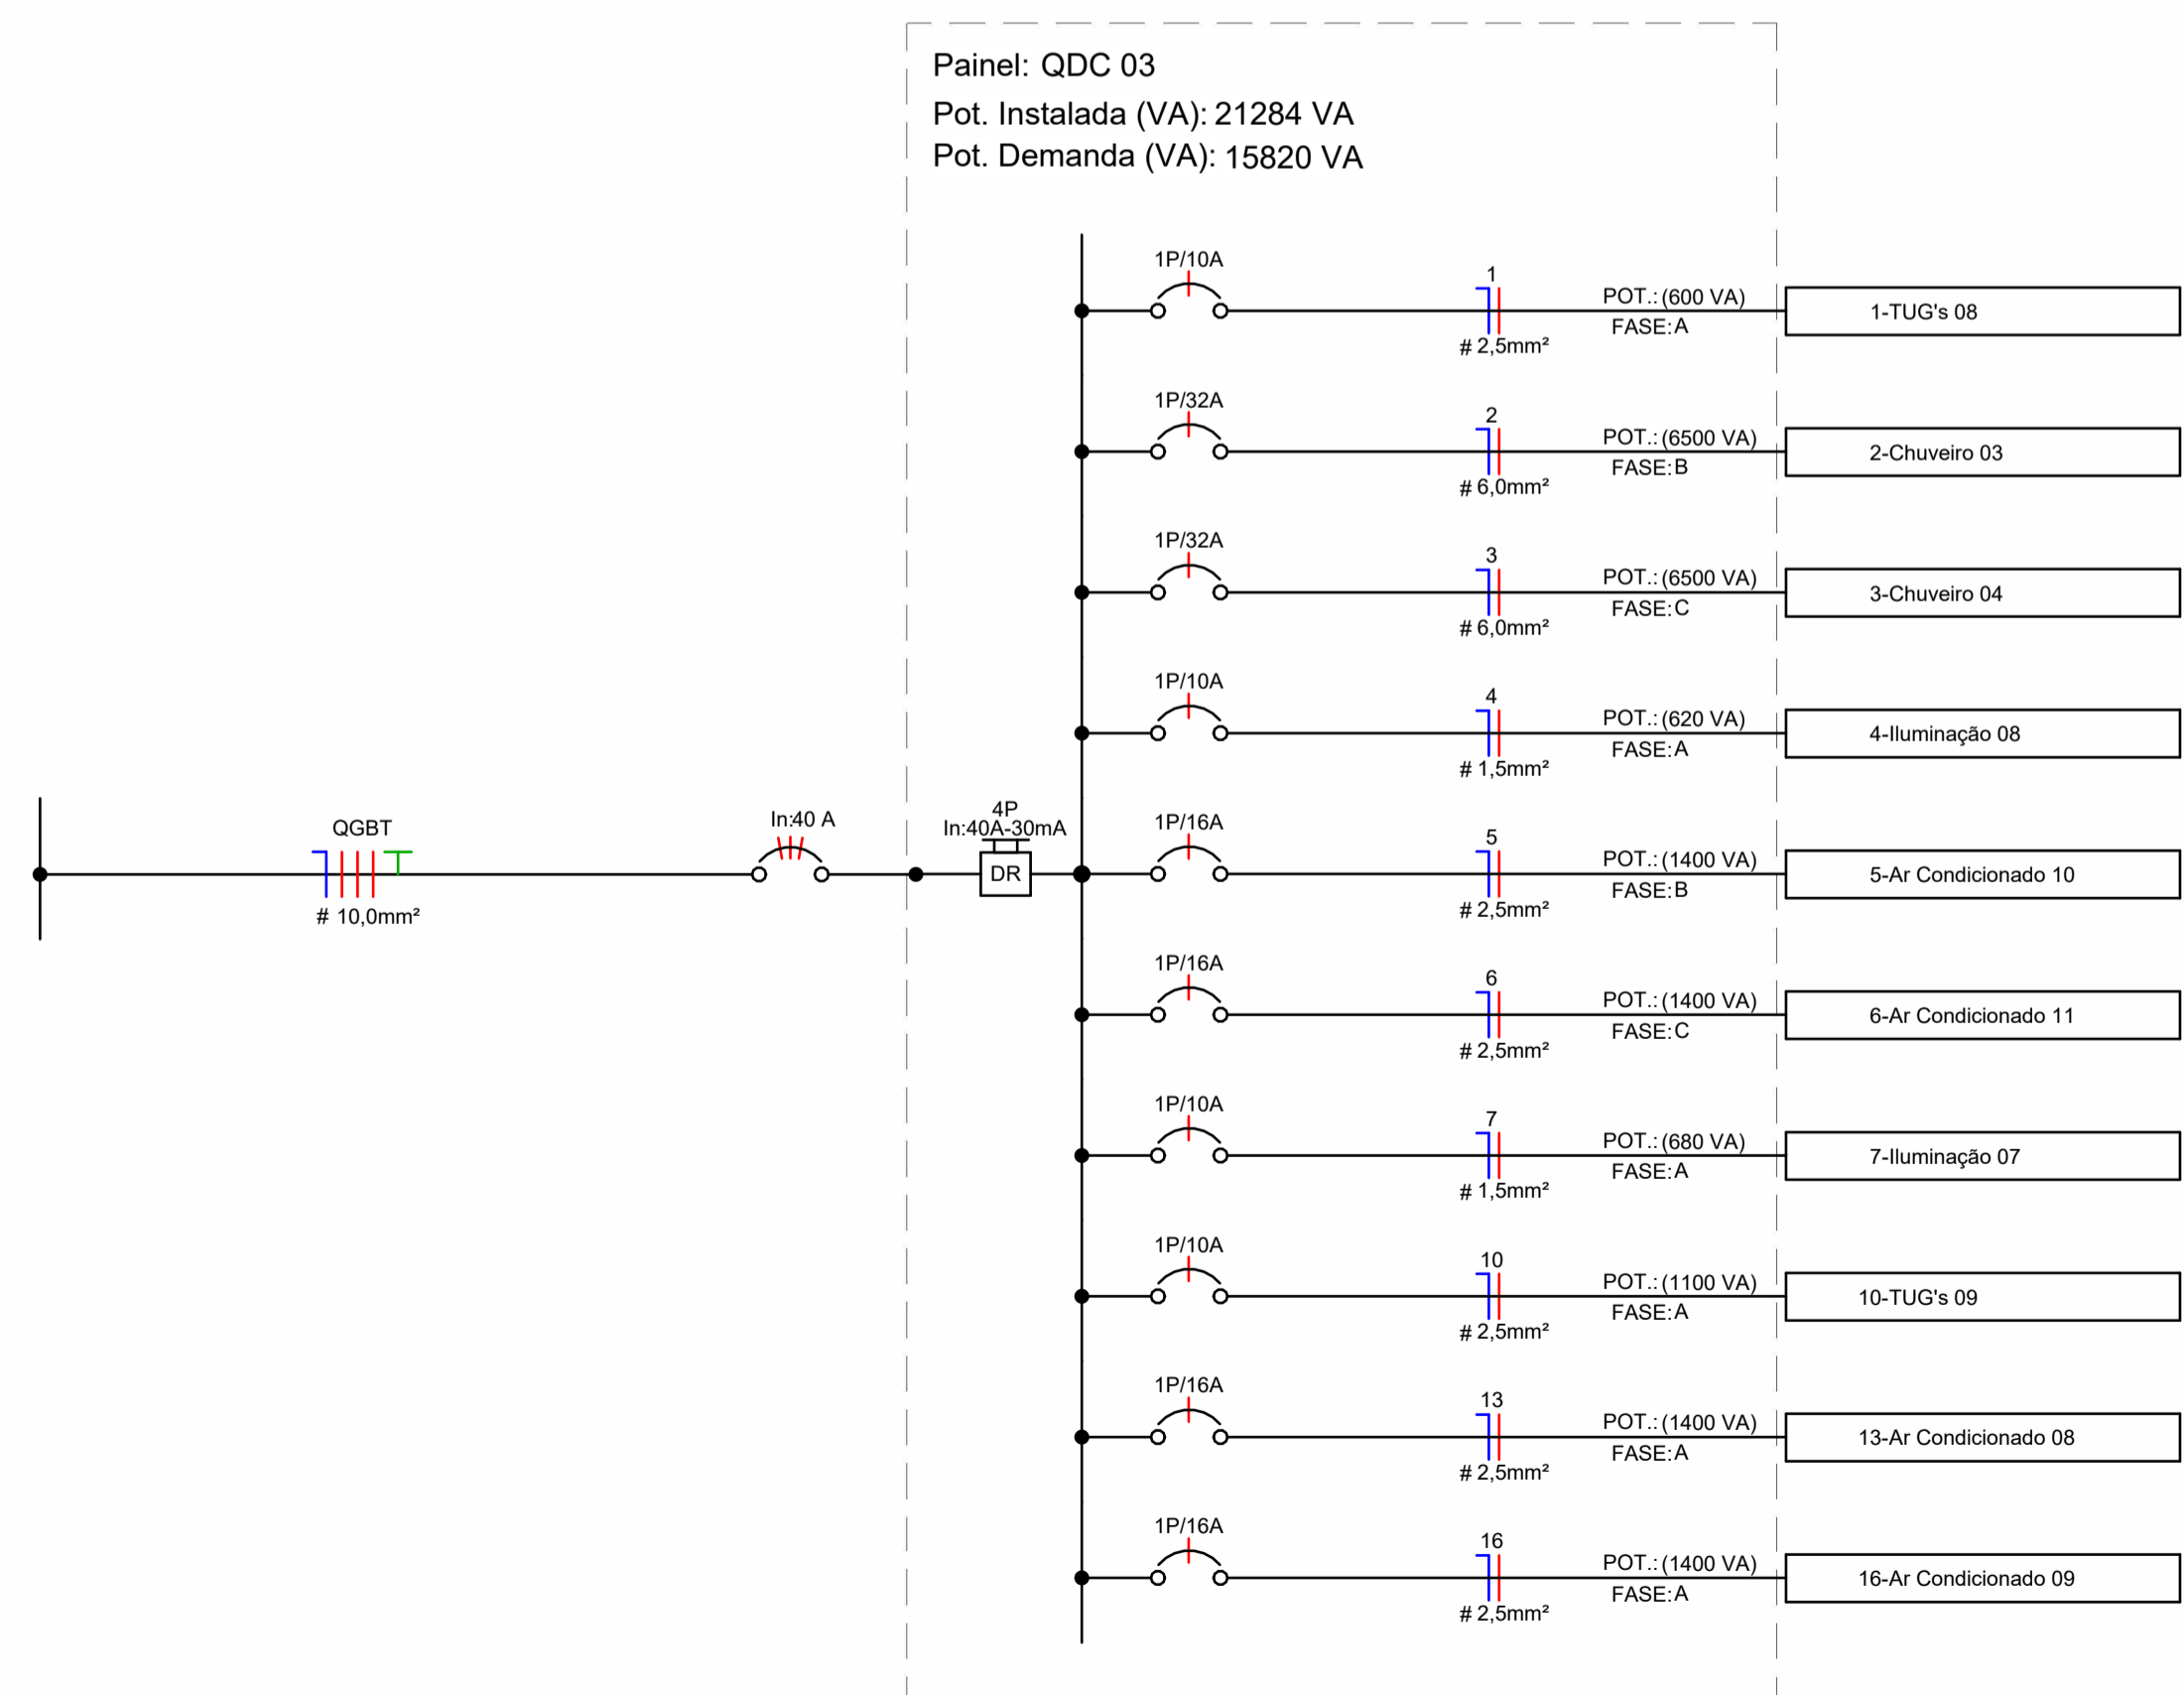 Painel: QDC 03
Pot. Instalada (VA): 21284 VA
Pot. Demanda (VA): 15820 VA
1P/10A
1
POT.: (600 VA)
FASE: A
# 2,5mm²
1-TUG's 08
1P/32A
2
POT.: (6500 VA)
FASE: B
# 6,0mm²
2-Chuveiro 03
1P/32A
3
POT.: (6500 VA)
FASE: C
# 6,0mm²
3-Chuveiro 04
1P/10A
4
POT.: (620 VA)
FASE: A
# 1,5mm²
4-Iluminação 08
QGBT
# 10,0mm²
In:40 A
4P
In:40A-30mA
DR
1P/16A
5
POT.: (1400 VA)
FASE: B
# 2,5mm²
5-Ar Condicionado 10
1P/16A
6
POT.: (1400 VA)
FASE: C
# 2,5mm²
6-Ar Condicionado 11
1P/10A
7
POT.: (680 VA)
FASE: A
# 1,5mm²
7-Iluminação 07
1P/10A
10
POT.: (1100 VA)
FASE: A
# 2,5mm²
10-TUG's 09
1P/16A
13
POT.: (1400 VA)
FASE: A
# 2,5mm²
13-Ar Condicionado 08
1P/16A
16
POT.: (1400 VA)
FASE: A
# 2,5mm²
16-Ar Condicionado 09